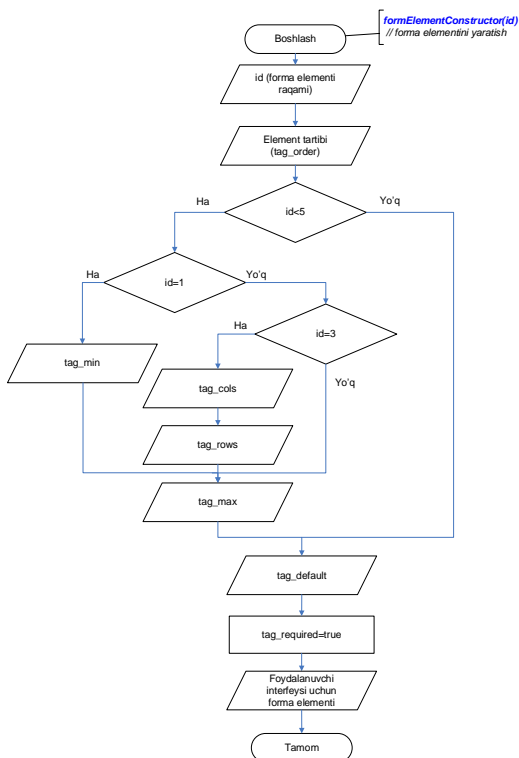 formElementConstructor(id)
// forma elementini yaratish
Boshlash
id (forma elementi
raqami)
Element tartibi
(tag_order)
id<5
Ha
Yo'q
id=1
Ha
Yo'q
id=3
Ha
Yo'q
tag_min
tag_cols
tag_rows
tag_max
tag_default
tag_required=true
Foydalanuvchi
interfeysi uchun
forma elementi
Tamom